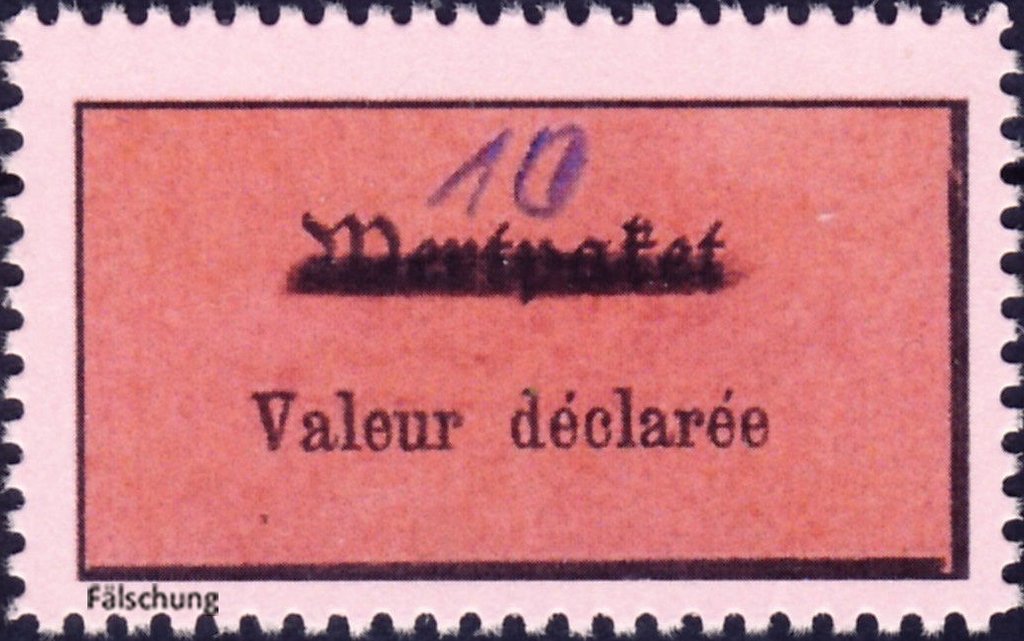 10
Wertpaket
Valeur déclarée
Fälschung